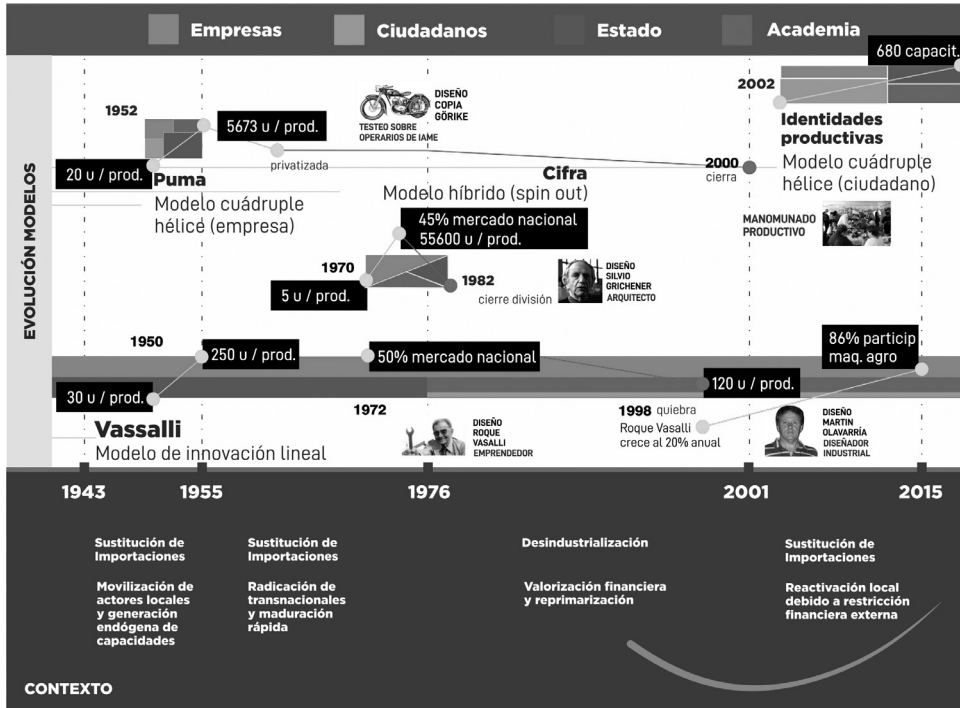 Empresas
Ciudadanos
Estado
Academia
680 capacit.
EVOLUCIÓN MODELOS
1952
5673 u / prod.
20 u / prod.
Puma
Modelo cuádruple
hélice (empresa)
privatizada
DISEÑO
COPIA
GÖRIKE
TESTEO SOBRE
OPERARIOS DE IAME
2000
cierra
2002
Identidades
productivas
Modelo cuádruple
hélice (ciudadano)
MANOMUNADO
PRODUCTIVO
Cifra
Modelo híbrido (spin out)
45% mercado nacional
55600 u / prod.
1970
5 u / prod.
1982
cierre división
DISEÑO
SILVIO
GRICHENER
ARQUITECTO
1950
250 u / prod.
30 u / prod.
50% mercado nacional
120 u / prod.
86% particip
maq. agro
Vassalli
Modelo de innovación lineal
1972
DISEÑO
ROQUE
VASALLI
EMPRENDEDOR
1998 quiebra
Roque Vasalli
crece al 20% anual
DISEÑO
MARTIN
OLAVARRÍA
DISEÑADOR
INDUSTRIAL
1943
1955
1976
2001
2015
Sustitución de
Importaciones
Movilización de
actores locales
y generación
endógena de
capacidades
Sustitución de
Importaciones
Radicación de
transnacionales
y maduración
rápida
Desindustrialización
Valorización financiera
y reprimarización
Sustitución de
Importaciones
Reactivación local
debido a restricción
financiera externa
CONTEXTO